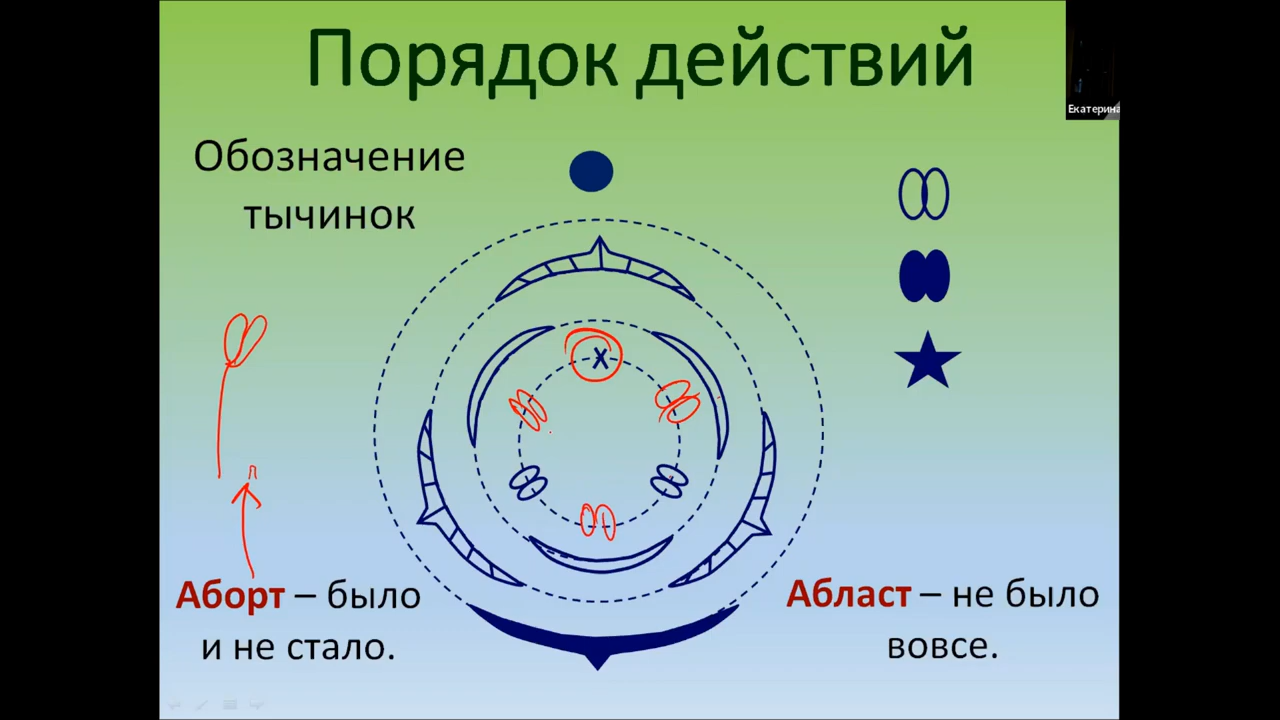 Порядок действий
Екатерина
Обозначение
тычинок
х
п
Аборт – было
и не стало.
Абласт – не было
вовсе.